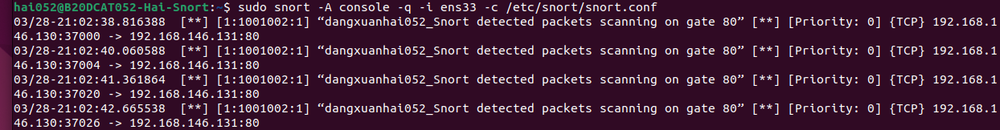 hai052@B20DCAT052-Hai-Snort:~$ sudo snort -A console -q -i ens33 -c /etc/snort/snort.conf
03/28-21:02:38.816388  [**] [1:1001002:1] “dangxuanhai052_Snort detected packets scanning on gate 80” [**] [Priority: 0] {TCP} 192.168.1
46.130:37000 -> 192.168.146.131:80
03/28-21:02:40.060588  [**] [1:1001002:1] “dangxuanhai052_Snort detected packets scanning on gate 80” [**] [Priority: 0] {TCP} 192.168.1
46.130:37004 -> 192.168.146.131:80
03/28-21:02:41.361864  [**] [1:1001002:1] “dangxuanhai052_Snort detected packets scanning on gate 80” [**] [Priority: 0] {TCP} 192.168.1
46.130:37020 -> 192.168.146.131:80
03/28-21:02:42.665538  [**] [1:1001002:1] “dangxuanhai052_Snort detected packets scanning on gate 80” [**] [Priority: 0] {TCP} 192.168.1
46.130:37026 -> 192.168.146.131:80